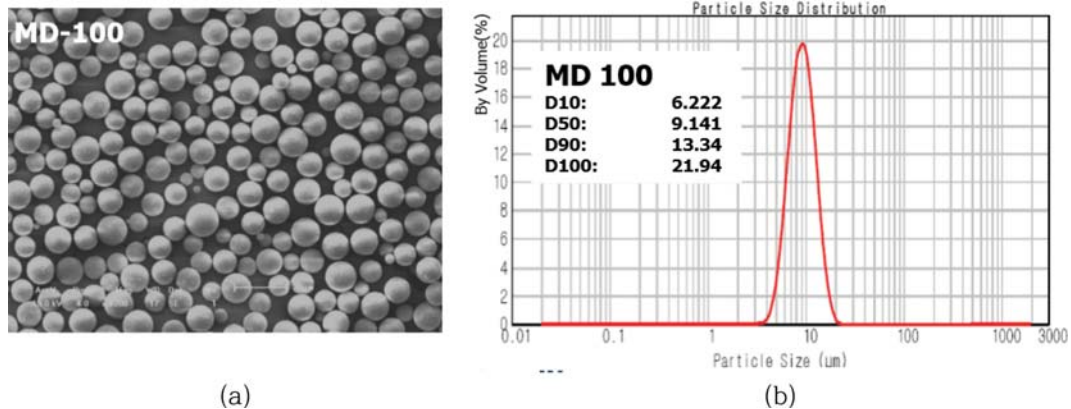 MD-100
Particle Size Distribution
By Volume(%)
20
18
16
14
12
10
8
6
4
2
0
MD 100
D10: 6.222
D50: 9.141
D90: 13.34
D100: 21.94
0.01 0.1 1 10 100 1000 3000
Particle Size (um)
(a) (b)